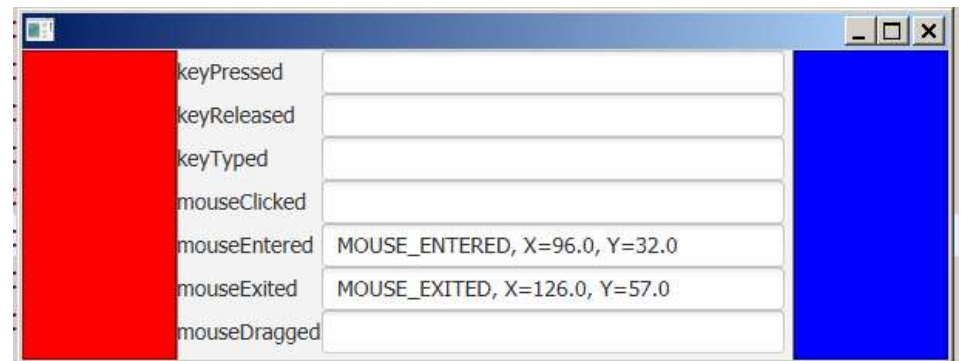 keyPressed
keyReleased
keyTyped
mouseClicked
mouseEntered MOUSE_ENTERED, X=96.0, Y=32.0
mouseExited MOUSE_EXITED, X=126.0, Y=57.0
mouseDragged